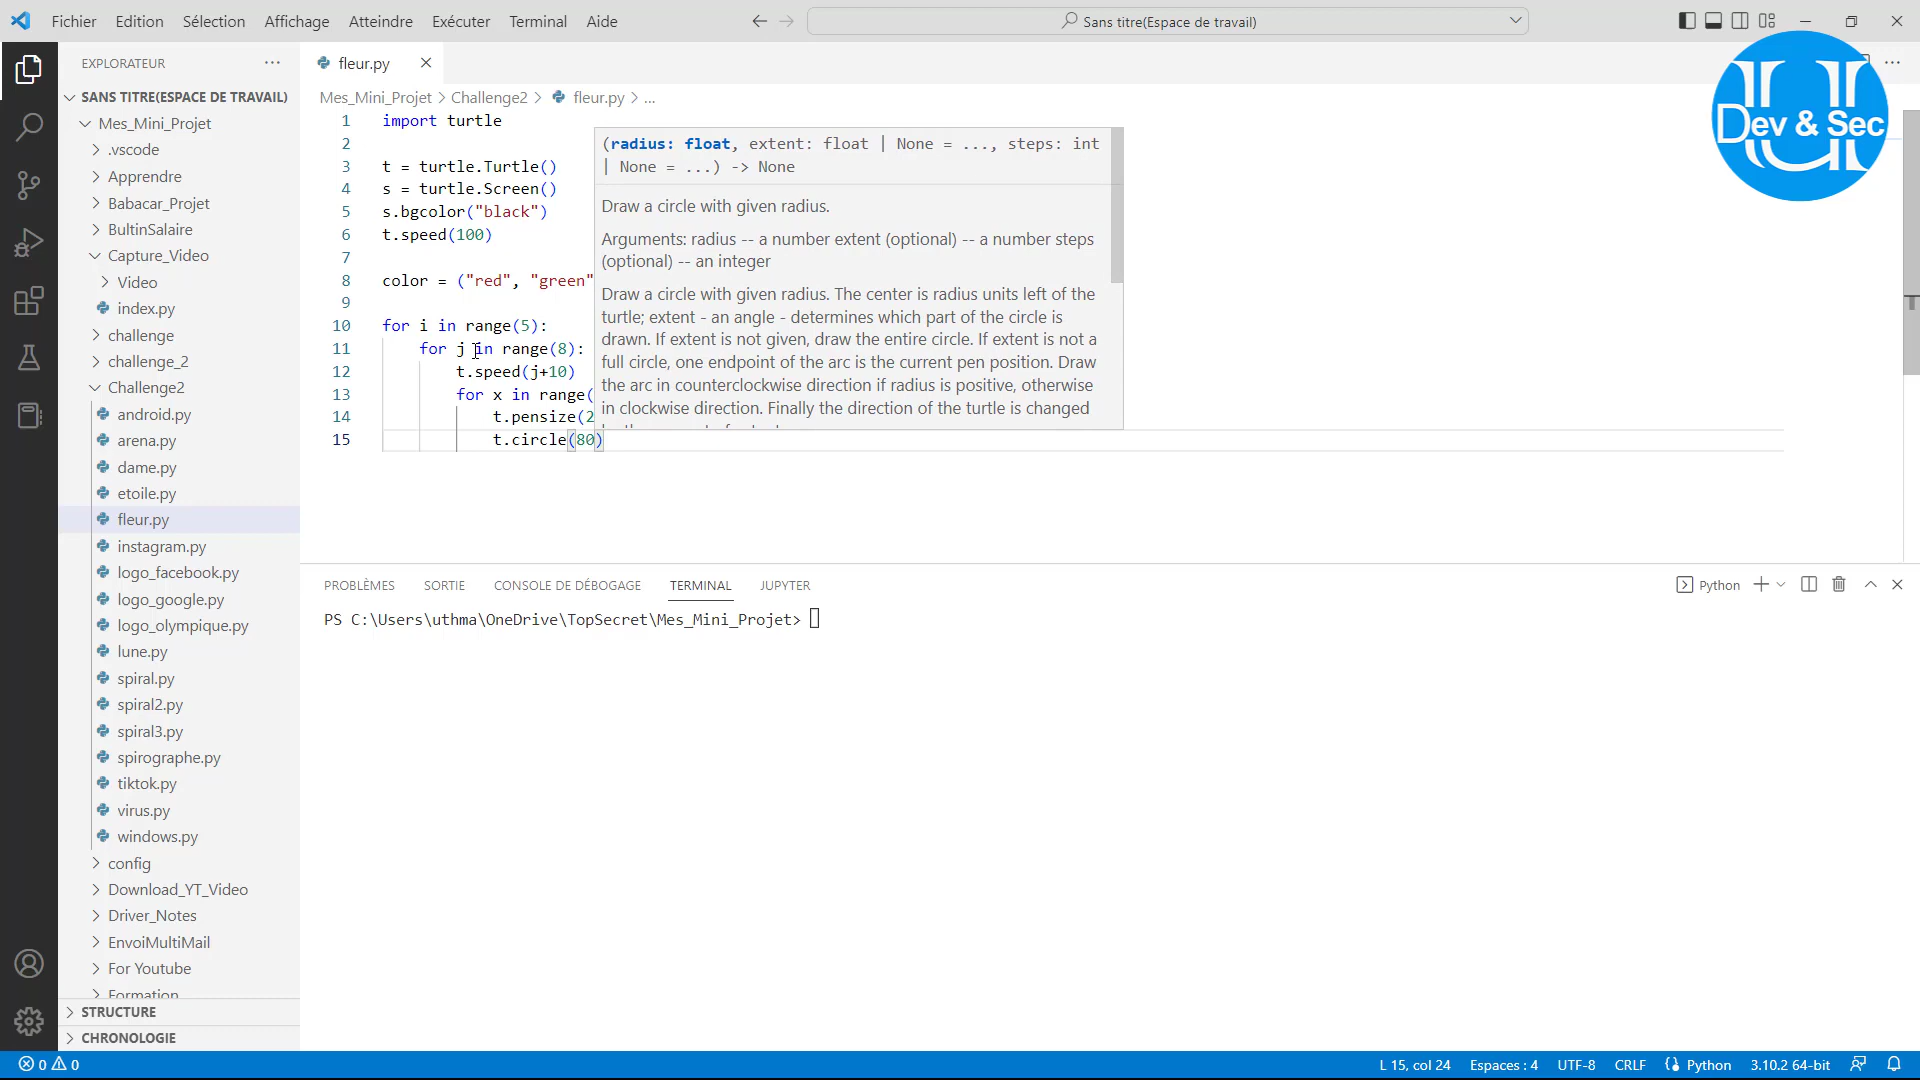 Fichier Edition Sélection Affichage Atteindre Exécuter Terminal Aide
Sans titre(Espace de travail)
EXPLORATEUR
SANS TITRE(ESPACE DE TRAVAIL)
Mes_Mini_Projet
.vscode
Apprendre
Babacar_Projet
BultinSalaire
Capture_Video
Video
index.py
challenge
challenge_2
Challenge2
android.py
arena.py
dame.py
etoile.py
fleur.py
instagram.py
logo_facebook.py
logo_google.py
logo_olympique.py
lune.py
spiral.py
spiral2.py
spiral3.py
spirographe.py
tiktok.py
virus.py
windows.py
config
Download_YT_Video
Driver_Notes
EnvoiMultiMail
For Youtube
Formation
STRUCTURE
CHRONOLOGIE
fleur.py
Mes_Mini_Projet > Challenge2 > fleur.py > ...
1 import turtle
2
3 t = turtle.Turtle()
4 s = turtle.Screen()
5 s.bgcolor("black")
6 t.speed(100)
7
8 color = ("red", "green"
9
10 for i in range(5):
11 for j in range(8):
12 t.speed(j+10)
13 for x in range(
14 t.pensize(2
15 t.circle(80)
(radius: float, extent: float | None = ..., steps: int
| None = ...) -> None
Draw a circle with given radius.
Arguments: radius -- a number extent (optional) -- a number steps
(optional) -- an integer
Draw a circle with given radius. The center is radius units left of the
turtle; extent - an angle - determines which part of the circle is
drawn. If extent is not given, draw the entire circle. If extent is not a
full circle, one endpoint of the arc is the current pen position. Draw
the arc in counterclockwise direction if radius is positive, otherwise
in clockwise direction. Finally the direction of the turtle is changed
U
Dev & Sec
PROBLÈMES SORTIE CONSOLE DE DÉBOGAGE TERMINAL JUPYTER
Python
PS C:\Users\uthma\OneDrive\TopSecret\Mes_Mini_Projet>
0 0
L 15, col 24 Espaces : 4 UTF-8 CRLF Python 3.10.2 64-bit